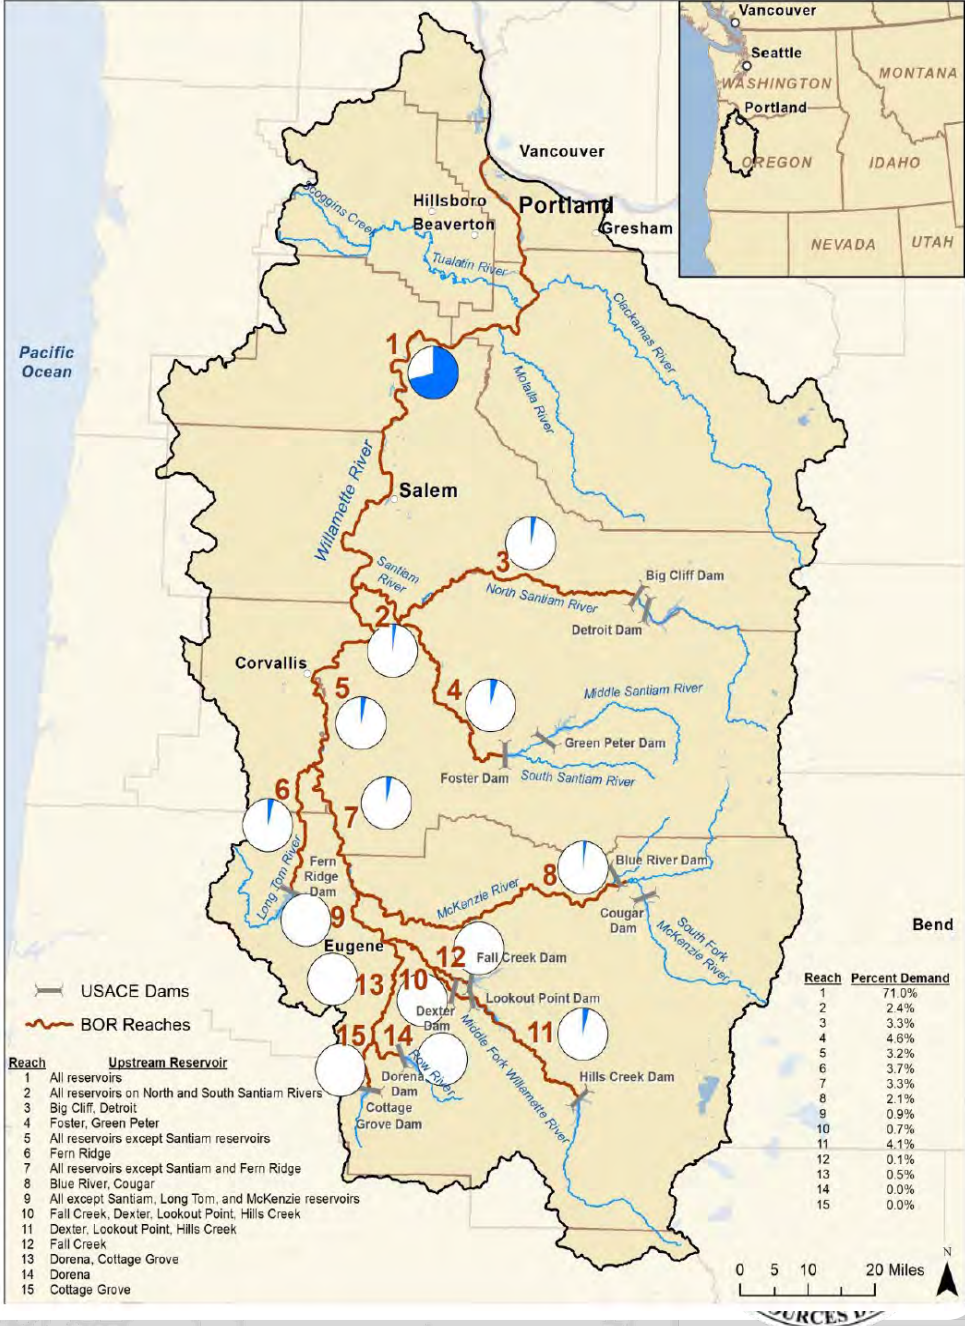 Vancouver
Seattle
WASHINGTON
MONTANA
Portland
OREGON
IDAHO
NEVADA
UTAH
Vancouver
Scoggins Creek
Hillsboro
Portland
Beaverton
Gresham
Tualatin River
Clackamas River
Pacific
Ocean
1
Molalla River
Willamette River
Salem
3
Santiam
River
Big Cliff Dam
North Santiam River
Detroit Dam
2
Corvallis
5
4
Middle Santiam River
Green Peter Dam
Foster Dam
South Santiam River
6
7
Long Tom River
Fern
Ridge
Dam
8
Blue River Dam
McKenzie River
Cougar
Dam
South Fork
McKenzie River
9
Bend
Eugene
12
Fall Creek Dam
13
10
Lookout Point Dam
Dexter
Dam
Middle Fork Willemette River
11
15
14
Row River
Dorena
Dam
Hills Creek Dam
Cottage
Grove Dam
USACE Dams
BOR Reaches
Reach Upstream Reservoir
1 All reservoirs
2 All reservoirs on North and South Santiam Rivers
3 Big Cliff, Detroit
4 Foster, Green Peter
5 All reservoirs except Santiam reservoirs
6 Fern Ridge
7 All reservoirs except Santiam and Fern Ridge
8 Blue River, Cougar
9 All except Santiam, Long Tom, and McKenzie reservoirs
10 Fall Creek, Dexter, Lookout Point, Hills Creek
11 Dexter, Lookout Point, Hills Creek
12 Fall Creek
13 Dorena, Cottage Grove
14 Dorena
15 Cottage Grove
Reach Percent Demand
1 71.0%
2 2.4%
3 3.3%
4 4.6%
5 3.2%
6 3.7%
7 3.3%
8 2.1%
9 0.9%
10 0.7%
11 4.1%
12 0.1%
13 0.5%
14 0.0%
15 0.0%
N
0 5 10 20 Miles